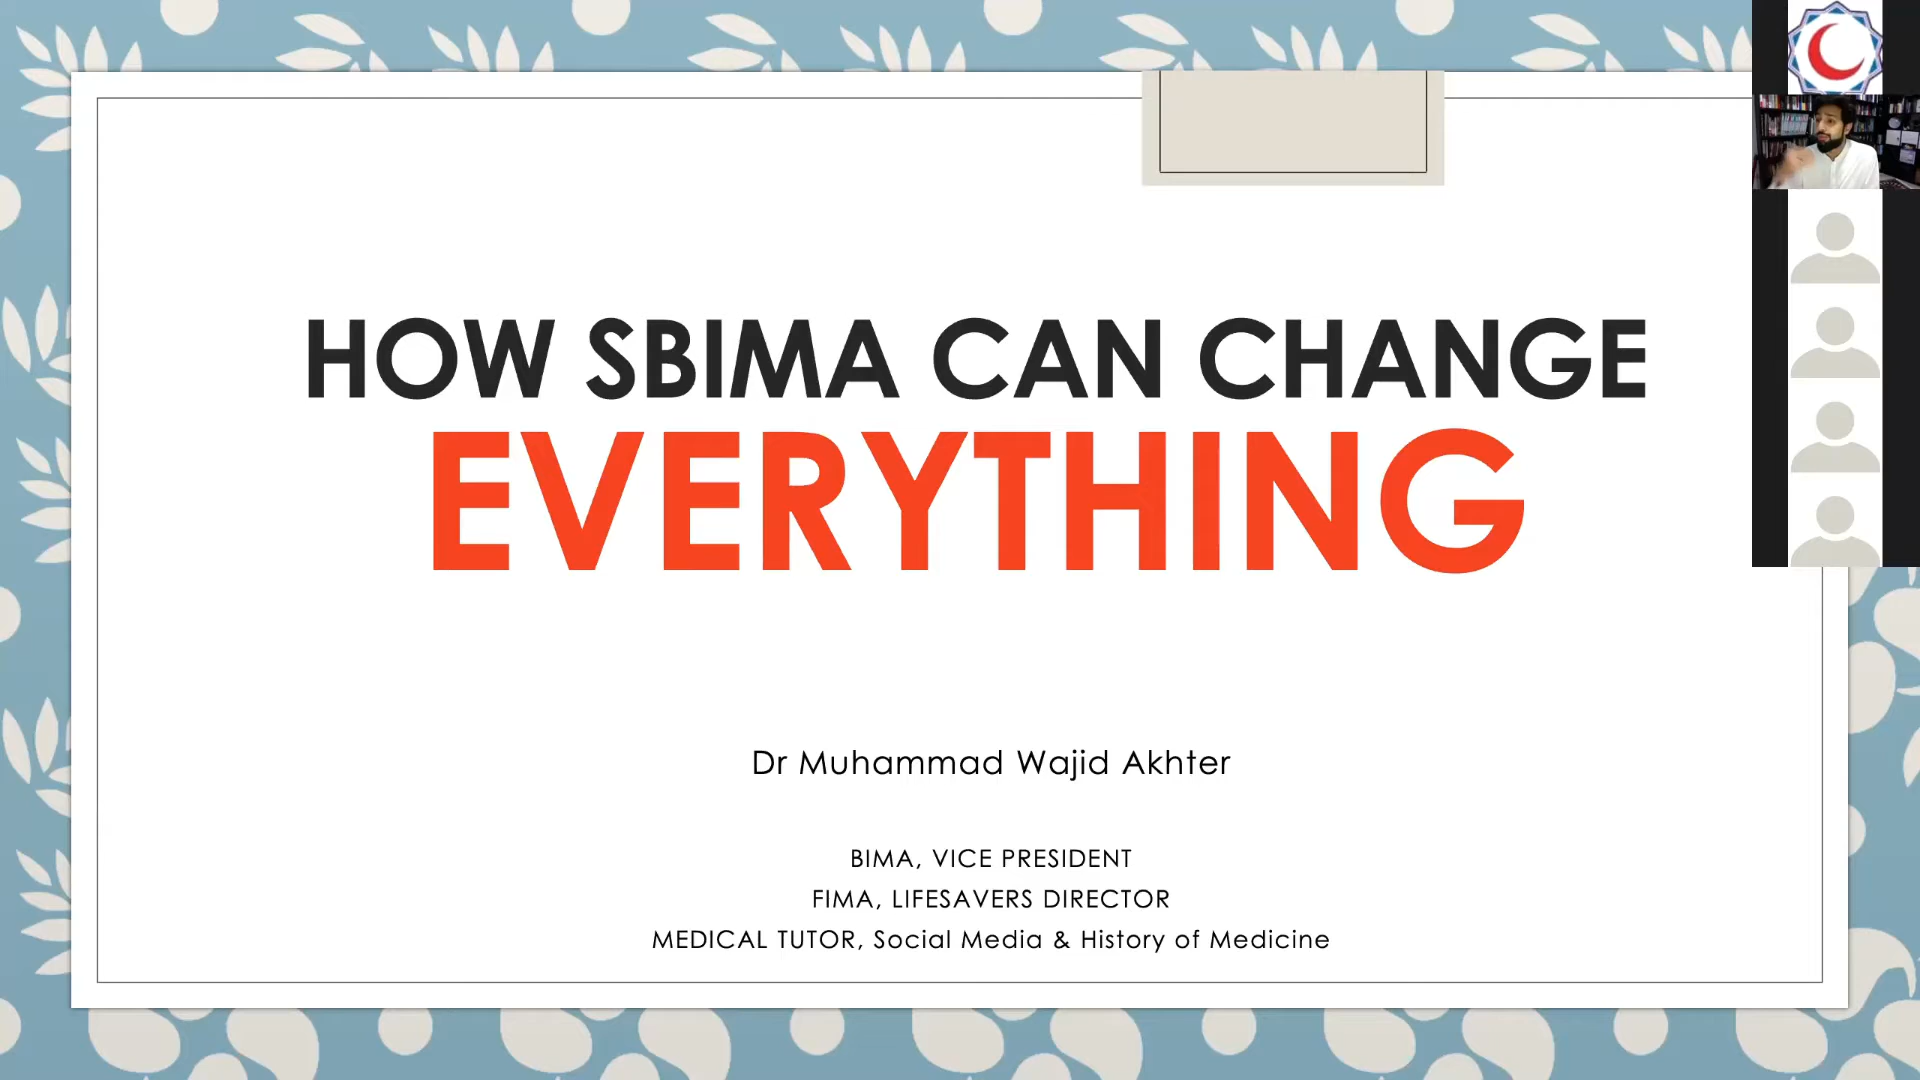 HOW SBIMA CAN CHANGE
EVERYTHING
Dr Muhammad Wajid Akhter
BIMA, VICE PRESIDENT
FIMA, LIFESAVERS DIRECTOR
MEDICAL TUTOR, Social Media & History of Medicine